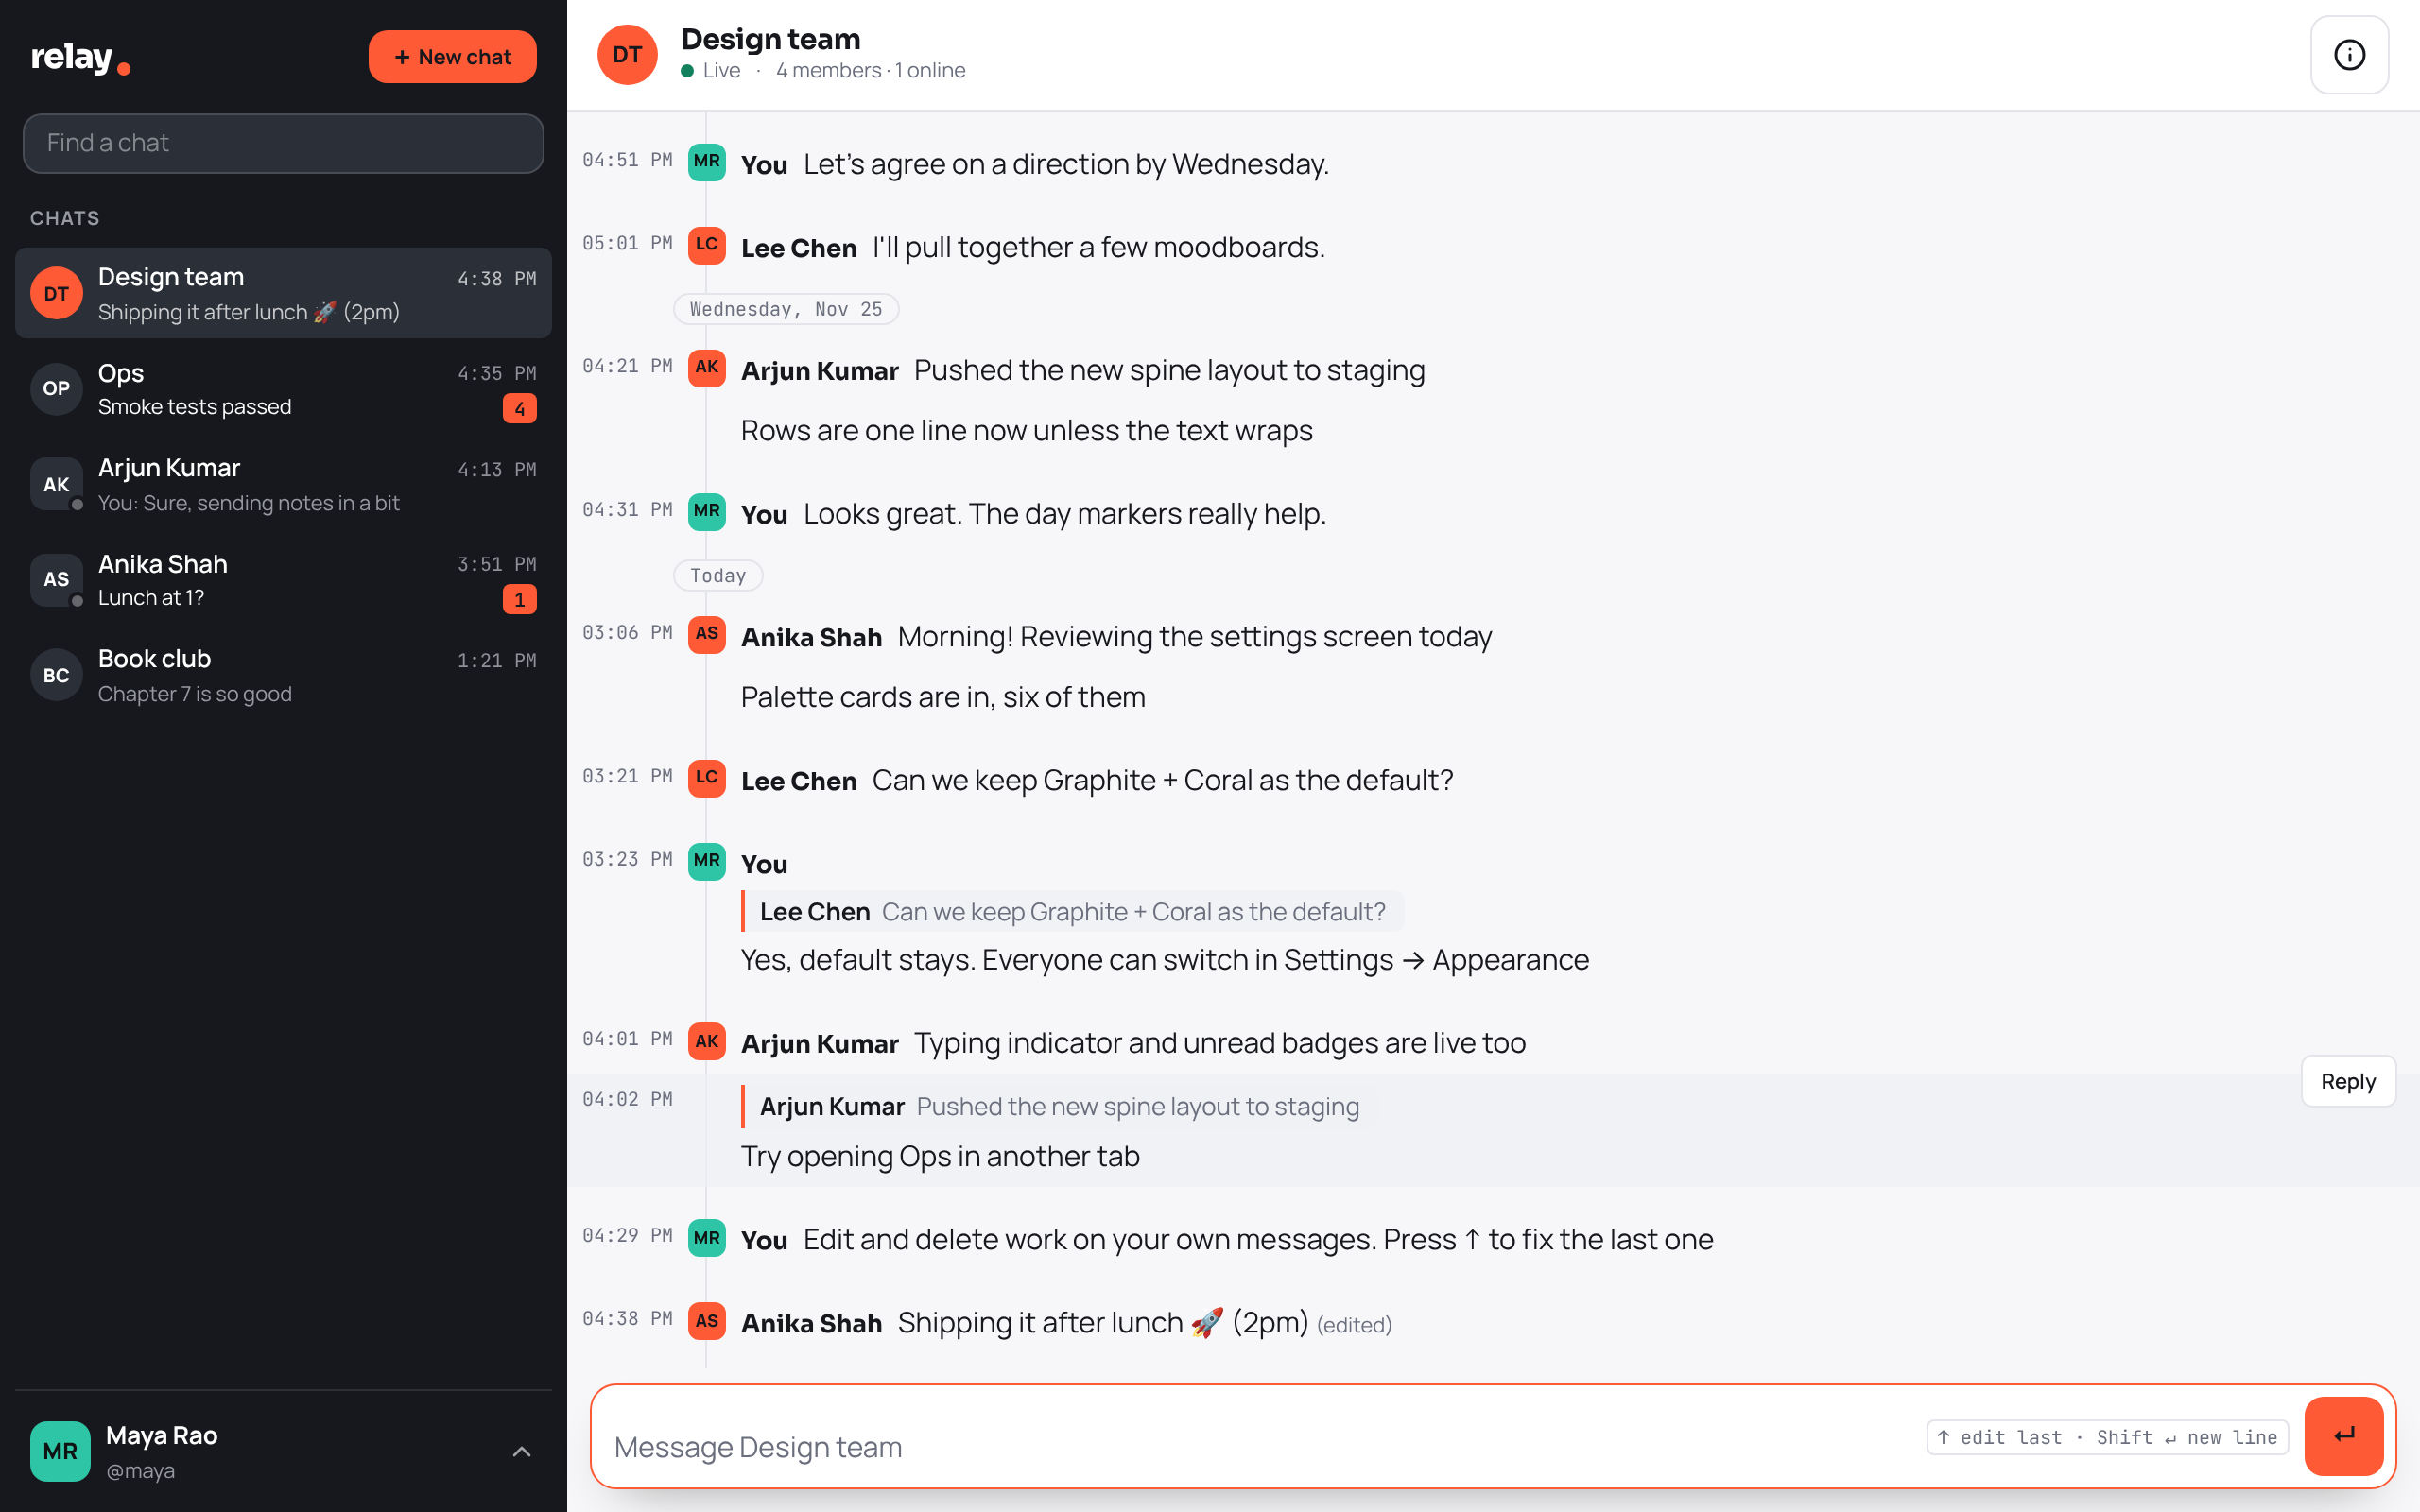 relay.
+ New chat
Find a chat
CHATS
DT Design team 4:38 PM
Shipping it after lunch 🚀 (2pm)
OP Ops 4:35 PM
Smoke tests passed 4
AK Arjun Kumar 4:13 PM
You: Sure, sending notes in a bit
AS Anika Shah 3:51 PM
Lunch at 1? 1
BC Book club 1:21 PM
Chapter 7 is so good
MR Maya Rao
@maya
DT Design team
Live · 4 members · 1 online
04:51 PM MR You Let's agree on a direction by Wednesday.
05:01 PM LC Lee Chen I'll pull together a few moodboards.
Wednesday, Nov 25
04:21 PM AK Arjun Kumar Pushed the new spine layout to staging
Rows are one line now unless the text wraps
04:31 PM MR You Looks great. The day markers really help.
Today
03:06 PM AS Anika Shah Morning! Reviewing the settings screen today
Palette cards are in, six of them
03:21 PM LC Lee Chen Can we keep Graphite + Coral as the default?
03:23 PM MR You
Lee Chen Can we keep Graphite + Coral as the default?
Yes, default stays. Everyone can switch in Settings → Appearance
04:01 PM AK Arjun Kumar Typing indicator and unread badges are live too
Reply
04:02 PM Arjun Kumar Pushed the new spine layout to staging
Try opening Ops in another tab
04:29 PM MR You Edit and delete work on your own messages. Press ↑ to fix the last one
04:38 PM AS Anika Shah Shipping it after lunch 🚀 (2pm) (edited)
Message Design team
↑ edit last · Shift ↵ new line